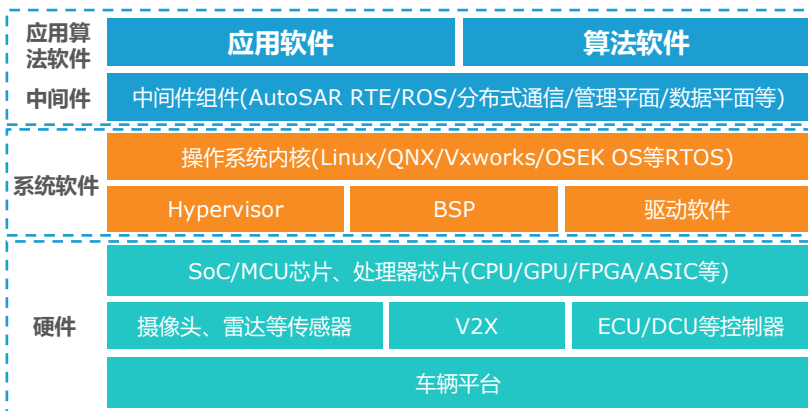 应用算
法软件
应用软件
算法软件
中间件
中间件组件(AutoSAR RTE/ROS/分布式通信/管理平面/数据平面等)
系统软件
操作系统内核(Linux/QNX/Vxworks/OSEK OS等RTOS)
Hypervisor
BSP
驱动软件
硬件
SoC/MCU芯片、处理器芯片(CPU/GPU/FPGA/ASIC等)
摄像头、雷达等传感器
V2X
ECU/DCU等控制器
车辆平台